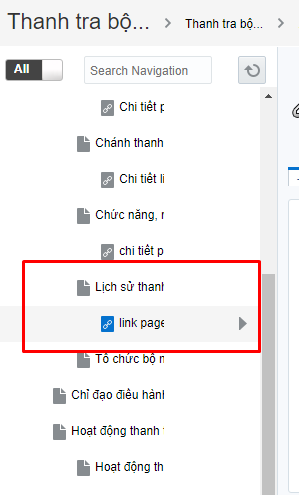 Thanh tra bộ... > Thanh tra bộ... >
All
Search Navigation
Chi tiết p
Chánh thanh
Chi tiết li
Chức năng, n
chi tiết p
Lịch sử thanh
link page
Tổ chức bộ n
Chỉ đạo điều hành
Hoạt động thanh t
Hoạt động th